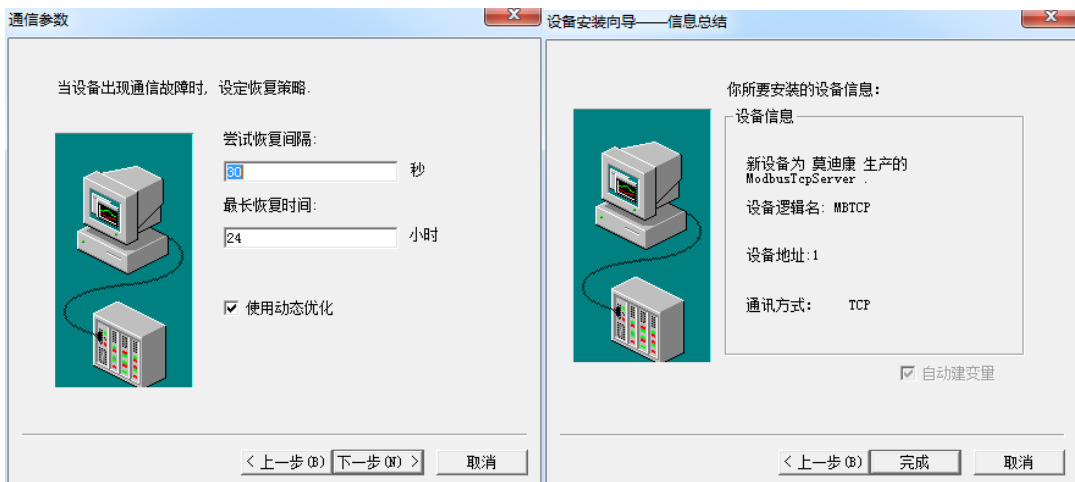 通信参数
当设备出现通信故障时, 设定恢复策略.
尝试恢复间隔:
30 秒
最长恢复时间:
24 小时
使用动态优化
< 上一步(B) 下一步(N) > 取消
设备安装向导——信息总结
你所要安装的设备信息:
设备信息
新设备为 莫迪康 生产的
ModbusTcpServer .
设备逻辑名: MBTCP
设备地址:1
通讯方式: TCP
自动建变量
< 上一步(B) 完成 取消